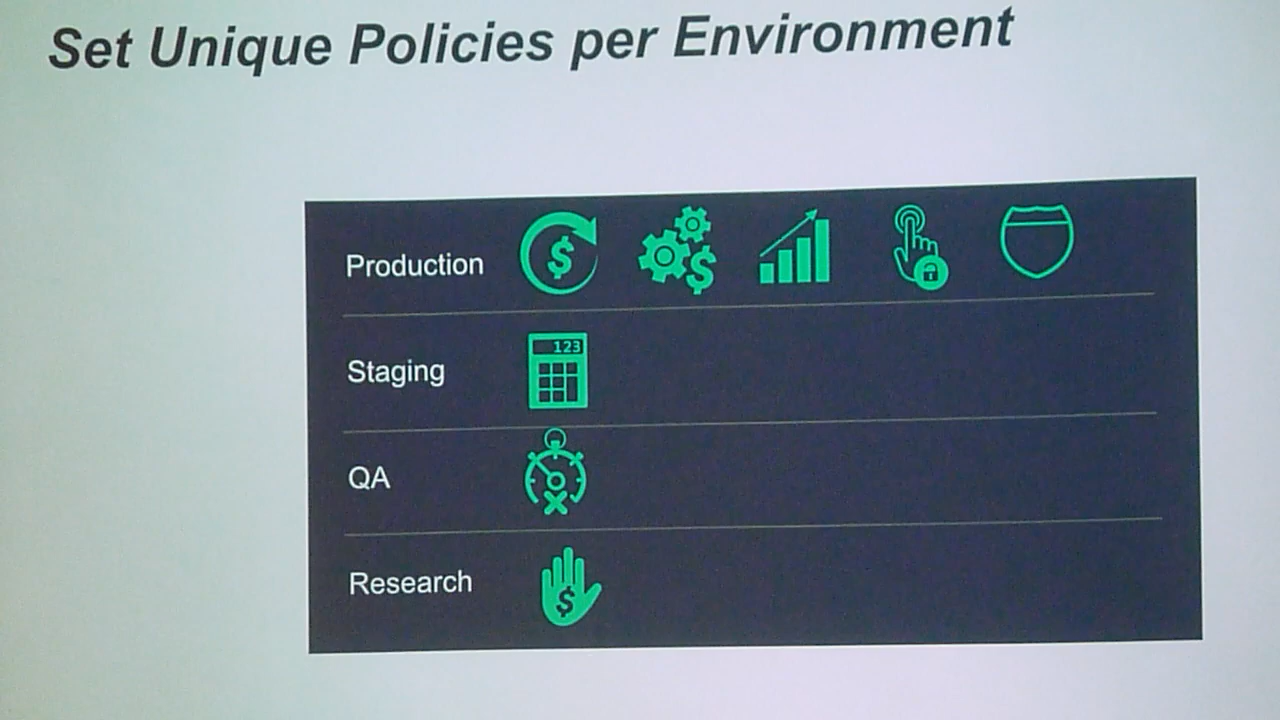 Set Unique Policies per Environment
Production
$
$
Staging
123
QA
Research
$